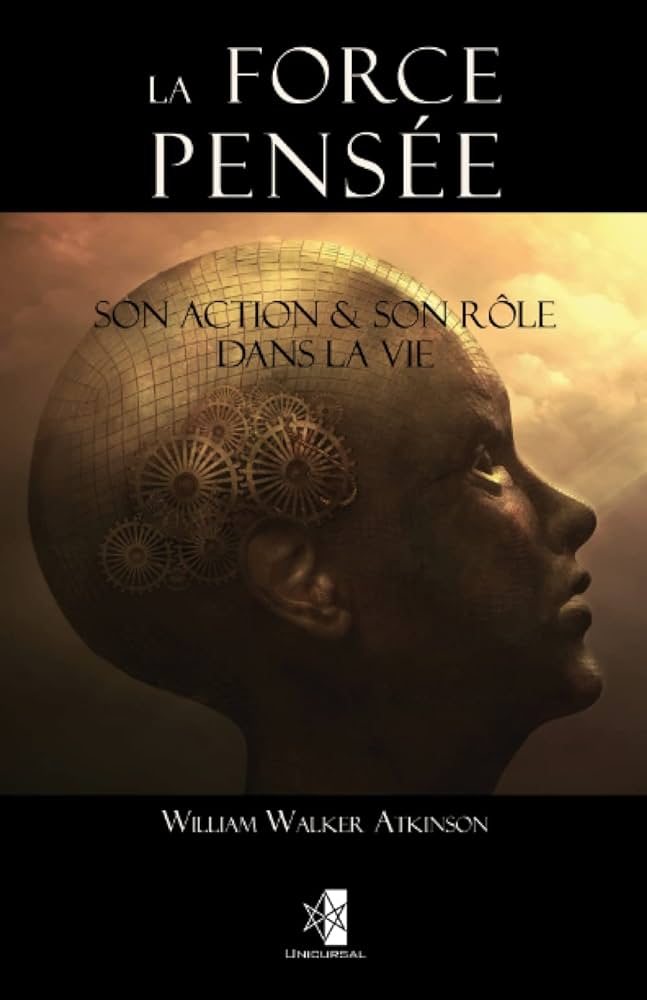 LA FORCE
PENSÉE
SON ACTION & SON RÔLE
DANS LA VIE
WILLIAM WALKER ATKINSON
UNICURSAL